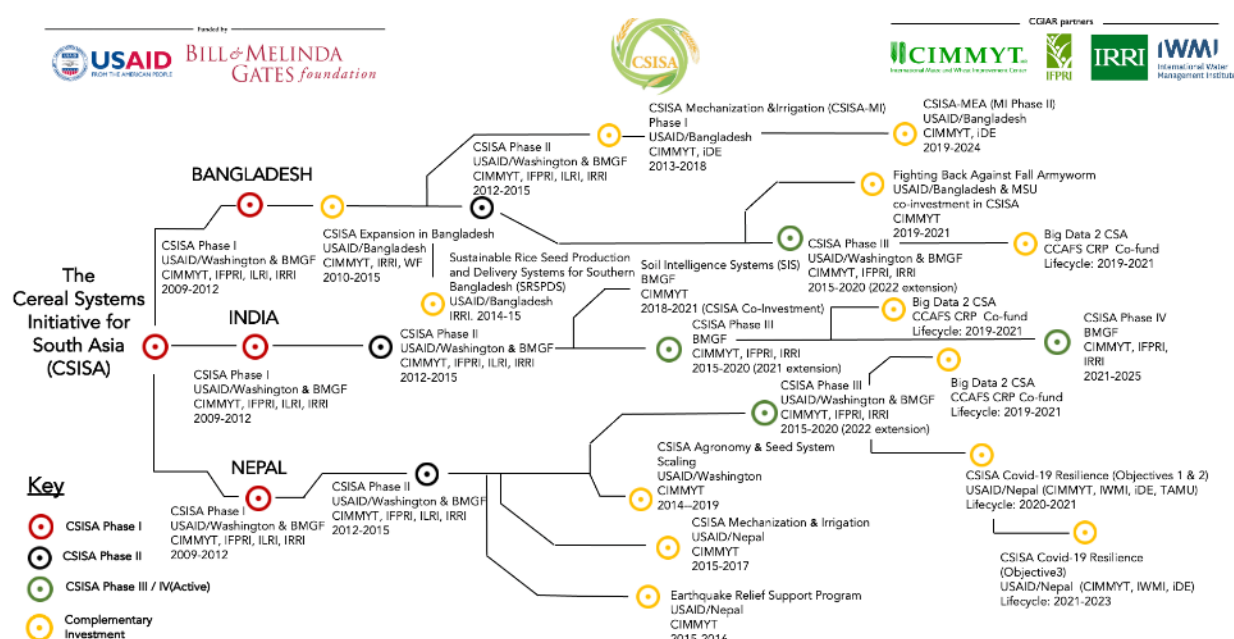 Funded by
USAID
FROM THE AMERICAN PEOPLE
BILL & MELINDA
GATES foundation
CSISA
CGIAR partners
CIMMYT
International Maize and Wheat Improvement Center
IFPRI
IRRI
IWMI
International Water
Management Institute
The
Cereal Systems
Initiative for
South Asia
(CSISA)
BANGLADESH
CSISA Phase I
USAID/Washington & BMGF
CIMMYT, IFPRI, ILRI, IRRI
2009-2012
CSISA Expansion in Bangladesh
USAID/Bangladesh
CIMMYT, IRRI, WF
2010-2015
CSISA Phase II
USAID/Washington & BMGF
CIMMYT, IFPRI, ILRI, IRRI
2012-2015
CSISA Mechanization &Irrigation (CSISA-MI)
Phase I
USAID/Bangladesh
CIMMYT, iDE
2013-2018
CSISA-MEA (MI Phase II)
USAID/Bangladesh
CIMMYT, iDE
2019-2024
Fighting Back Against Fall Armyworm
USAID/Bangladesh & MSU
co-investment in CSISA
CIMMYT
2019-2021
CSISA Phase III
USAID/Washington & BMGF
CIMMYT, IFPRI, IRRI
2015-2020 (2022 extension)
Big Data 2 CSA
CCAFS CRP Co-fund
Lifecycle: 2019-2021
Sustainable Rice Seed Production
and Delivery Systems for Southern
Bangladesh (SRSPDS)
USAID/Bangladesh
IRRI. 2014-15
INDIA
CSISA Phase I
USAID/Washington & BMGF
CIMMYT, IFPRI, ILRI, IRRI
2009-2012
CSISA Phase II
USAID/Washington & BMGF
CIMMYT, IFPRI, ILRI, IRRI
2012-2015
Soil Intelligence Systems (SIS)
BMGF
CIMMYT
2018-2021 (CSISA Co-Investment)
CSISA Phase III
BMGF
CIMMYT, IFPRI, IRRI
2015-2020 (2021 extension)
Big Data 2 CSA
CCAFS CRP Co-fund
Lifecycle: 2019-2021
CSISA Phase IV
BMGF
CIMMYT, IFPRI,
IRRI
2021-2025
NEPAL
CSISA Phase I
USAID/Washington & BMGF
CIMMYT, IFPRI, ILRI, IRRI
2009-2012
CSISA Phase II
USAID/Washington & BMGF
CIMMYT, IFPRI, ILRI, IRRI
2012-2015
CSISA Phase III
USAID/Washington & BMGF
CIMMYT, IFPRI, IRRI
2015-2020 (2022 extension)
Big Data 2 CSA
CCAFS CRP Co-fund
Lifecycle: 2019-2021
CSISA Agronomy & Seed System
Scaling
USAID/Washington
CIMMYT
2014--2019
CSISA Mechanization & Irrigation
USAID/Nepal
CIMMYT
2015-2017
Earthquake Relief Support Program
USAID/Nepal
CIMMYT
2015-2016
CSISA Covid-19 Resilience (Objectives 1 & 2)
USAID/Nepal (CIMMYT, IWMI, iDE, TAMU)
Lifecycle: 2020-2021
CSISA Covid-19 Resilience
(Objective3)
USAID/Nepal (CIMMYT, IWMI, iDE)
Lifecycle: 2021-2023
Key
CSISA Phase I
CSISA Phase II
CSISA Phase III / IV(Active)
Complementary
Investment